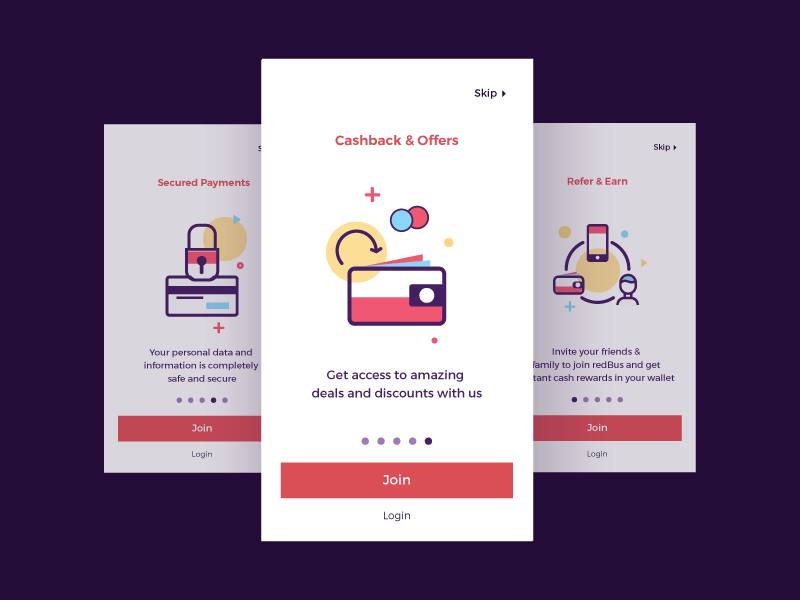 Secured Payments
Your personal data and
information is completely
safe and secure
Join
Login
Skip
Cashback & Offers
Get access to amazing
deals and discounts with us
Join
Login
Skip
Refer & Earn
Invite your friends &
family to join redBus and get
cash rewards in your wallet
Join
Login